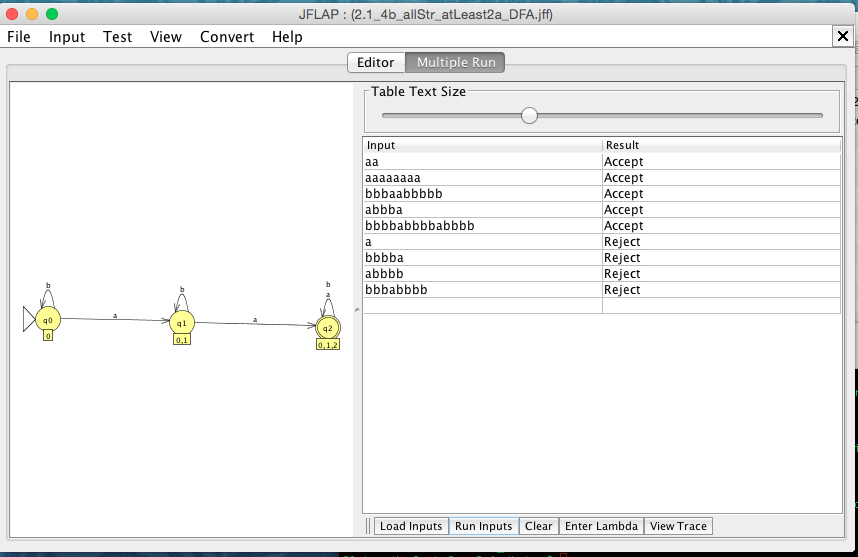 JFLAP : (2.1_4b_allStr_atLeast2a_DFA.jff)
File Input Test View Convert Help
Editor Multiple Run
Table Text Size
Input Result
aa Accept
aaaaaaaa Accept
bbbaabbbbb Accept
abbba Accept
bbbbabbbbabbbb Accept
a Reject
bbbba Reject
abbbb Reject
bbbabbbb Reject
b
b
b
a
q0
a
q1
a
q2
0
0,1
0,1,2
Load Inputs Run Inputs Clear Enter Lambda View Trace